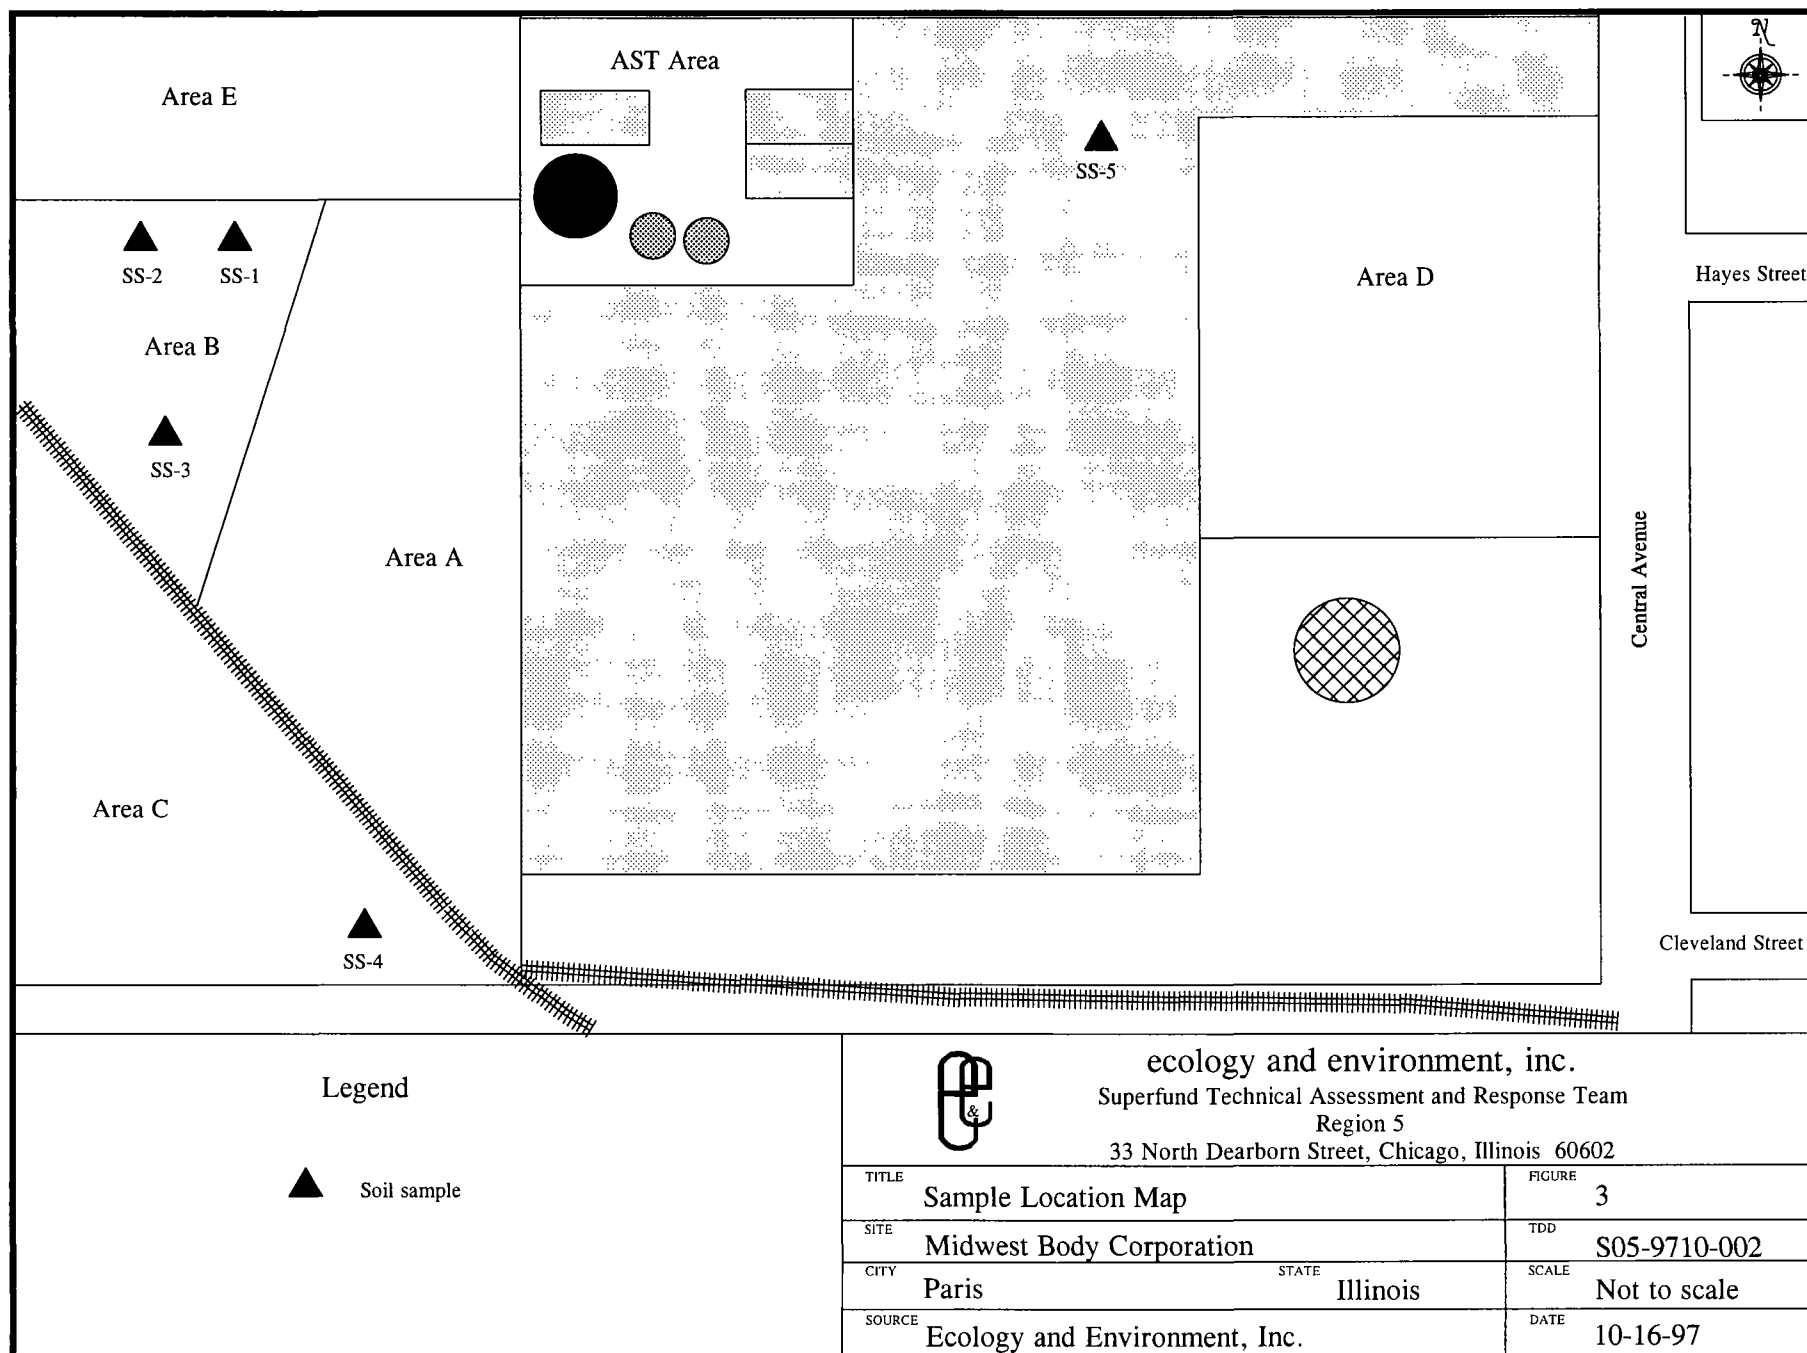 N
AST Area
Area E
SS-5
SS-2
SS-1
Area D
Hayes Street
Area B
SS-3
Central Avenue
Area A
Area C
Cleveland Street
SS-4
Legend
Soil sample
&
ecology and environment, inc.
Superfund Technical Assessment and Response Team
Region 5
33 North Dearborn Street, Chicago, Illinois 60602
TITLE Sample Location Map
FIGURE 3
SITE Midwest Body Corporation
TDD S05-9710-002
CITY Paris STATE Illinois
SCALE Not to scale
SOURCE Ecology and Environment, Inc.
DATE 10-16-97